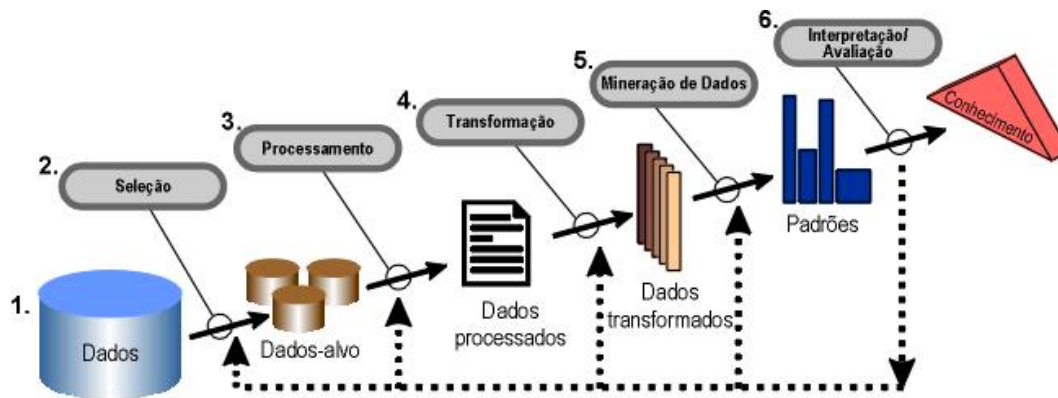 1.
Dados
2.
Seleção
Dados-alvo
3.
Processamento
Dados
processados
4.
Transformação
Dados
transformados
5.
Mineração de Dados
Padrões
6.
Interpretação/
Avaliação
Conhecimento